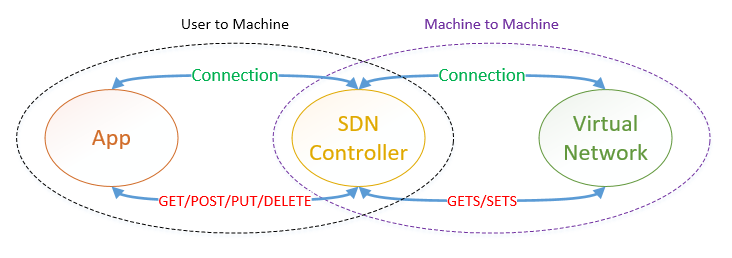 User to Machine
Machine to Machine
Connection
Connection
App
SDN
Controller
Virtual
Network
GET/POST/PUT/DELETE
GETS/SETS